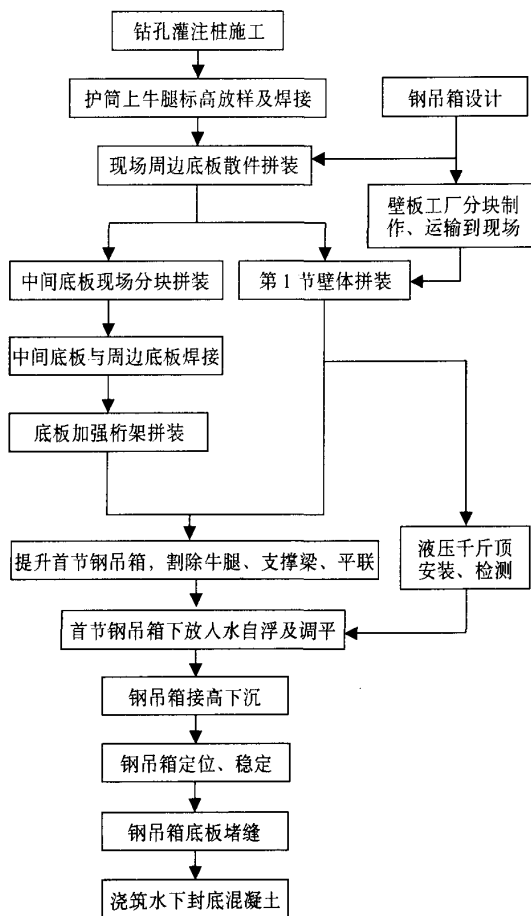 钻孔灌注桩施工
护筒上牛腿标高放样及焊接
钢吊箱设计
现场周边底板散件拼装
壁板工厂分块制
作、运输到现场
中间底板现场分块拼装
第1节壁体拼装
中间底板与周边底板焊接
底板加强桁架拼装
提升首节钢吊箱，割除牛腿、支撑梁、平联
液压千斤顶
安装、检测
首节钢吊箱下放人水自浮及调平
钢吊箱接高下沉
钢吊箱定位、稳定
钢吊箱底板堵缝
浇筑水下封底混凝土